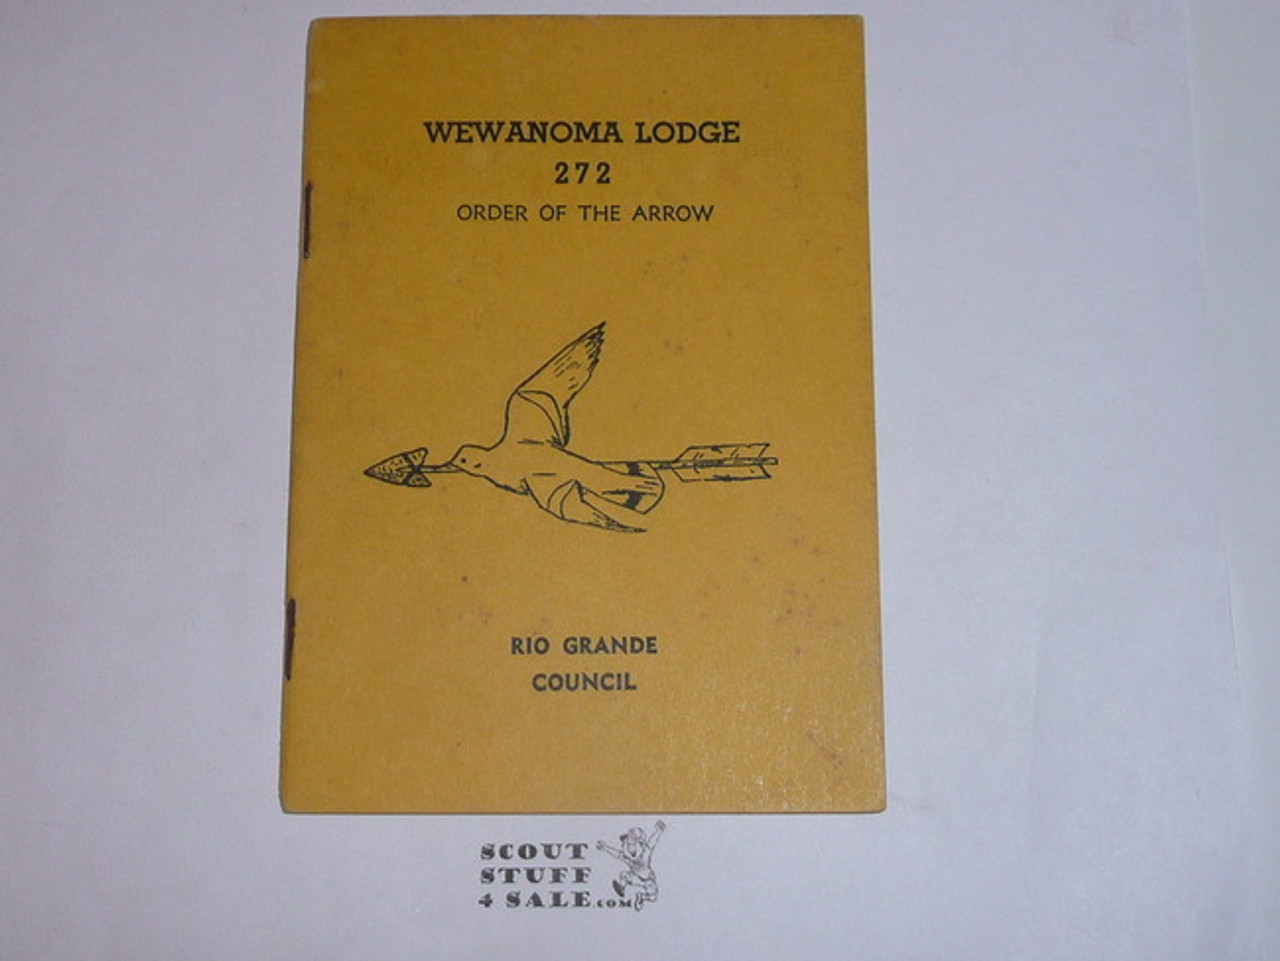 WEWANOMA LODGE
272
ORDER OF THE ARROW
RIO GRANDE
COUNCIL
SCOUT
STUFF
4 SALE.COM